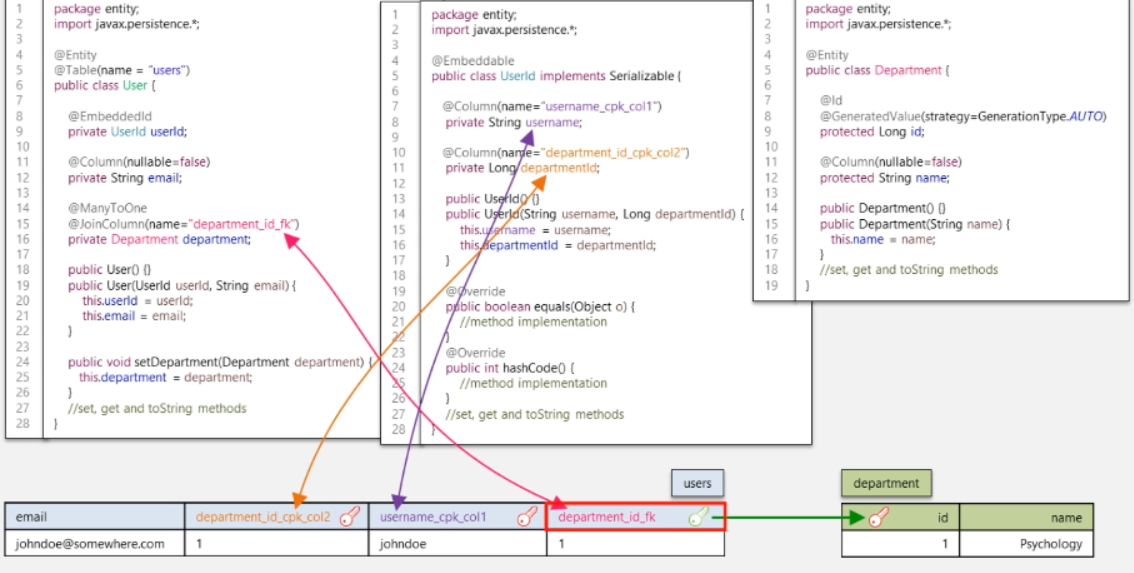 1 package entity;
2 import javax.persistence.*;
3
4 @Entity
5 @Table(name = "users")
6 public class User {
7
8 @EmbeddedId
9 private UserId userId;
10
11 @Column(nullable=false)
12 private String email;
13
14 @ManyToOne
15 @JoinColumn(name="department_id_fk")
16 private Department department;
17
18 public User() {}
19 public User(UserId userId, String email) {
20 this.userId = userId;
21 this.email = email;
22 }
23
24 public void setDepartment(Department department) {
25 this.department = department;
26 }
27 //set, get and toString methods
28 }
1 package entity;
2 import javax.persistence.*;
3
4 @Embeddable
5 public class UserId implements Serializable {
6
7 @Column(name="username_cpk_col1")
8 private String username;
9
10 @Column(name="department_id_cpk_col2")
11 private Long departmentId;
12
13 public UserId() {}
14 public UserId(String username, Long departmentId) {
15 this.username = username;
16 this.departmentId = departmentId;
17 }
18
19 @Override
20 public boolean equals(Object o) {
21 //method implementation
22 }
23 @Override
24 public int hashCode() {
25 //method implementation
26 }
27 //set, get and toString methods
28 }
1 package entity;
2 import javax.persistence.*;
3
4 @Entity
5 public class Department {
6
7 @Id
8 @GeneratedValue(strategy=GenerationType.AUTO)
9 protected Long id;
10
11 @Column(nullable=false)
12 protected String name;
13
14 public Department() {}
15 public Department(String name) {
16 this.name = name;
17 }
18 //set, get and toString methods
19 }
users
email department_id_cpk_col2 username_cpk_col1 department_id_fk
johndoe@somewhere.com 1 johndoe 1
department
id name
1 Psychology